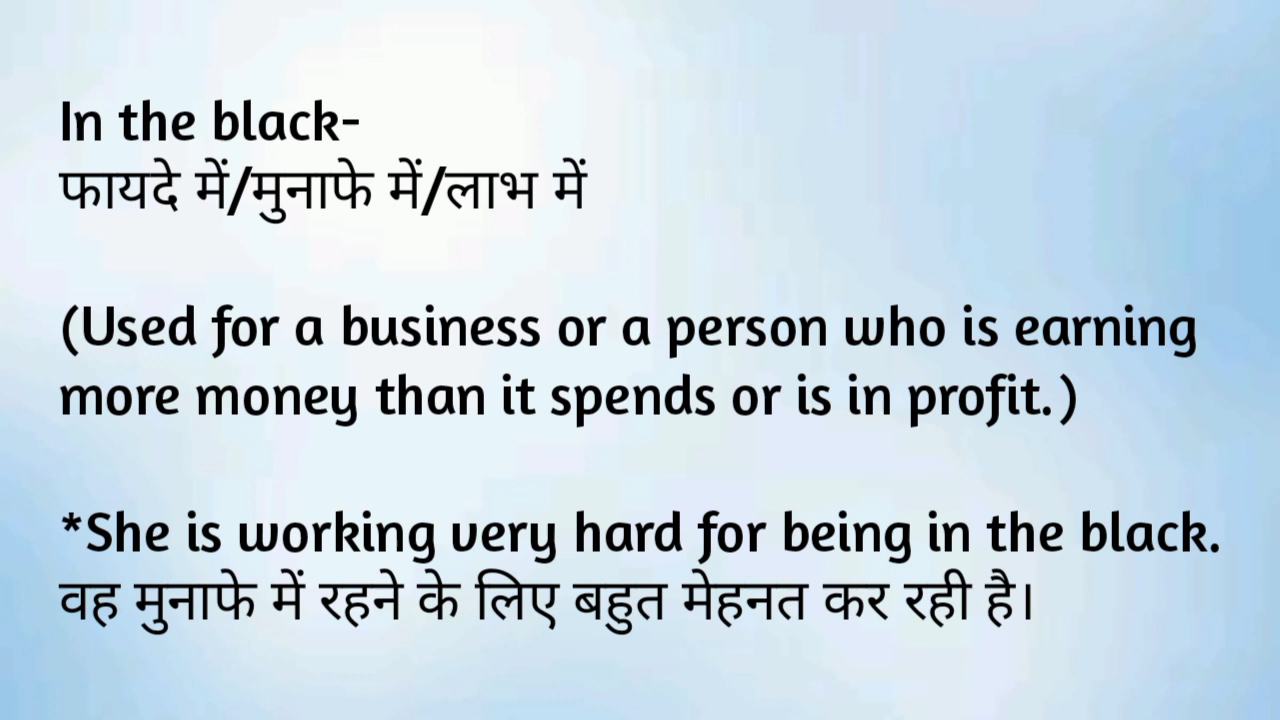 In the black-
फायदे में/मुनाफे में/लाभ में
(Used for a business or a person who is earning
more money than it spends or is in profit.)
*She is working very hard for being in the black.
वह मुनाफे में रहने के लिए बहुत मेहनत कर रही है।